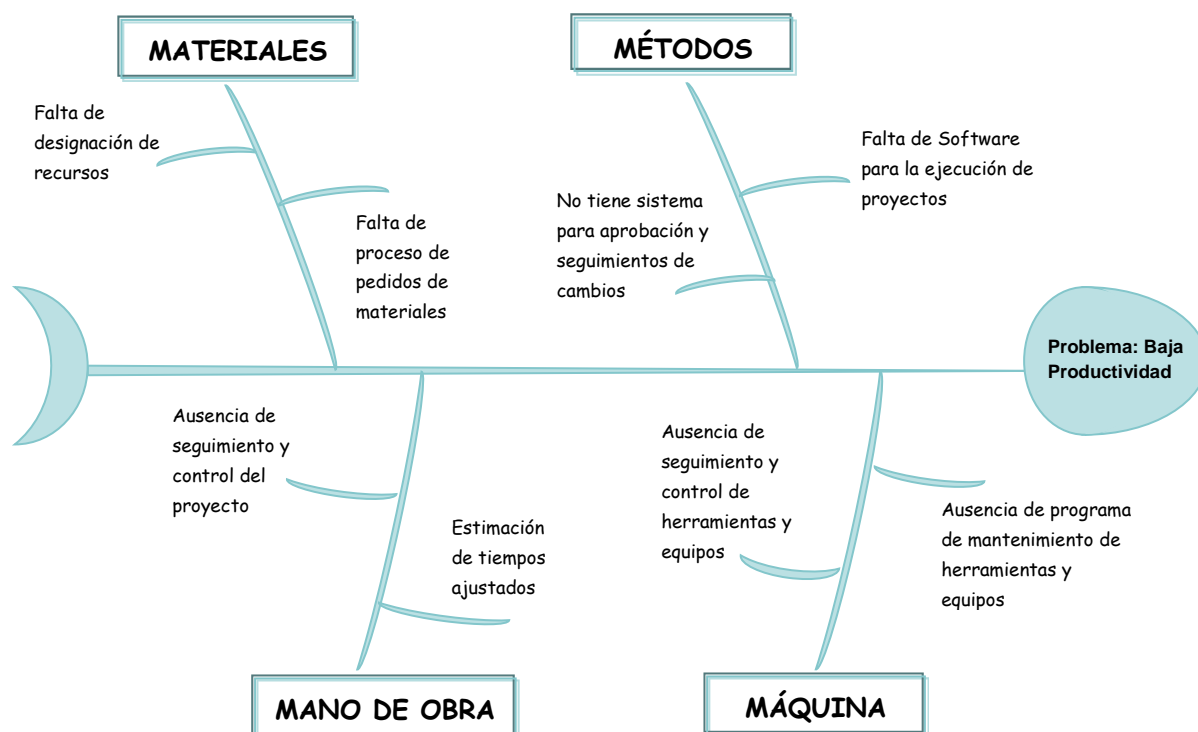 MATERIALES
MÉTODOS
Falta de
designación de
recursos
Falta de
proceso de
pedidos de
materiales
No tiene sistema
para aprobación y
seguimientos de
cambios
Falta de Software
para la ejecución de
proyectos
Problema: Baja
Productividad
Ausencia de
seguimiento y
control del
proyecto
Estimación
de tiempos
ajustados
Ausencia de
seguimiento y
control de
herramientas y
equipos
Ausencia de programa
de mantenimiento de
herramientas y
equipos
MANO DE OBRA
MÁQUINA